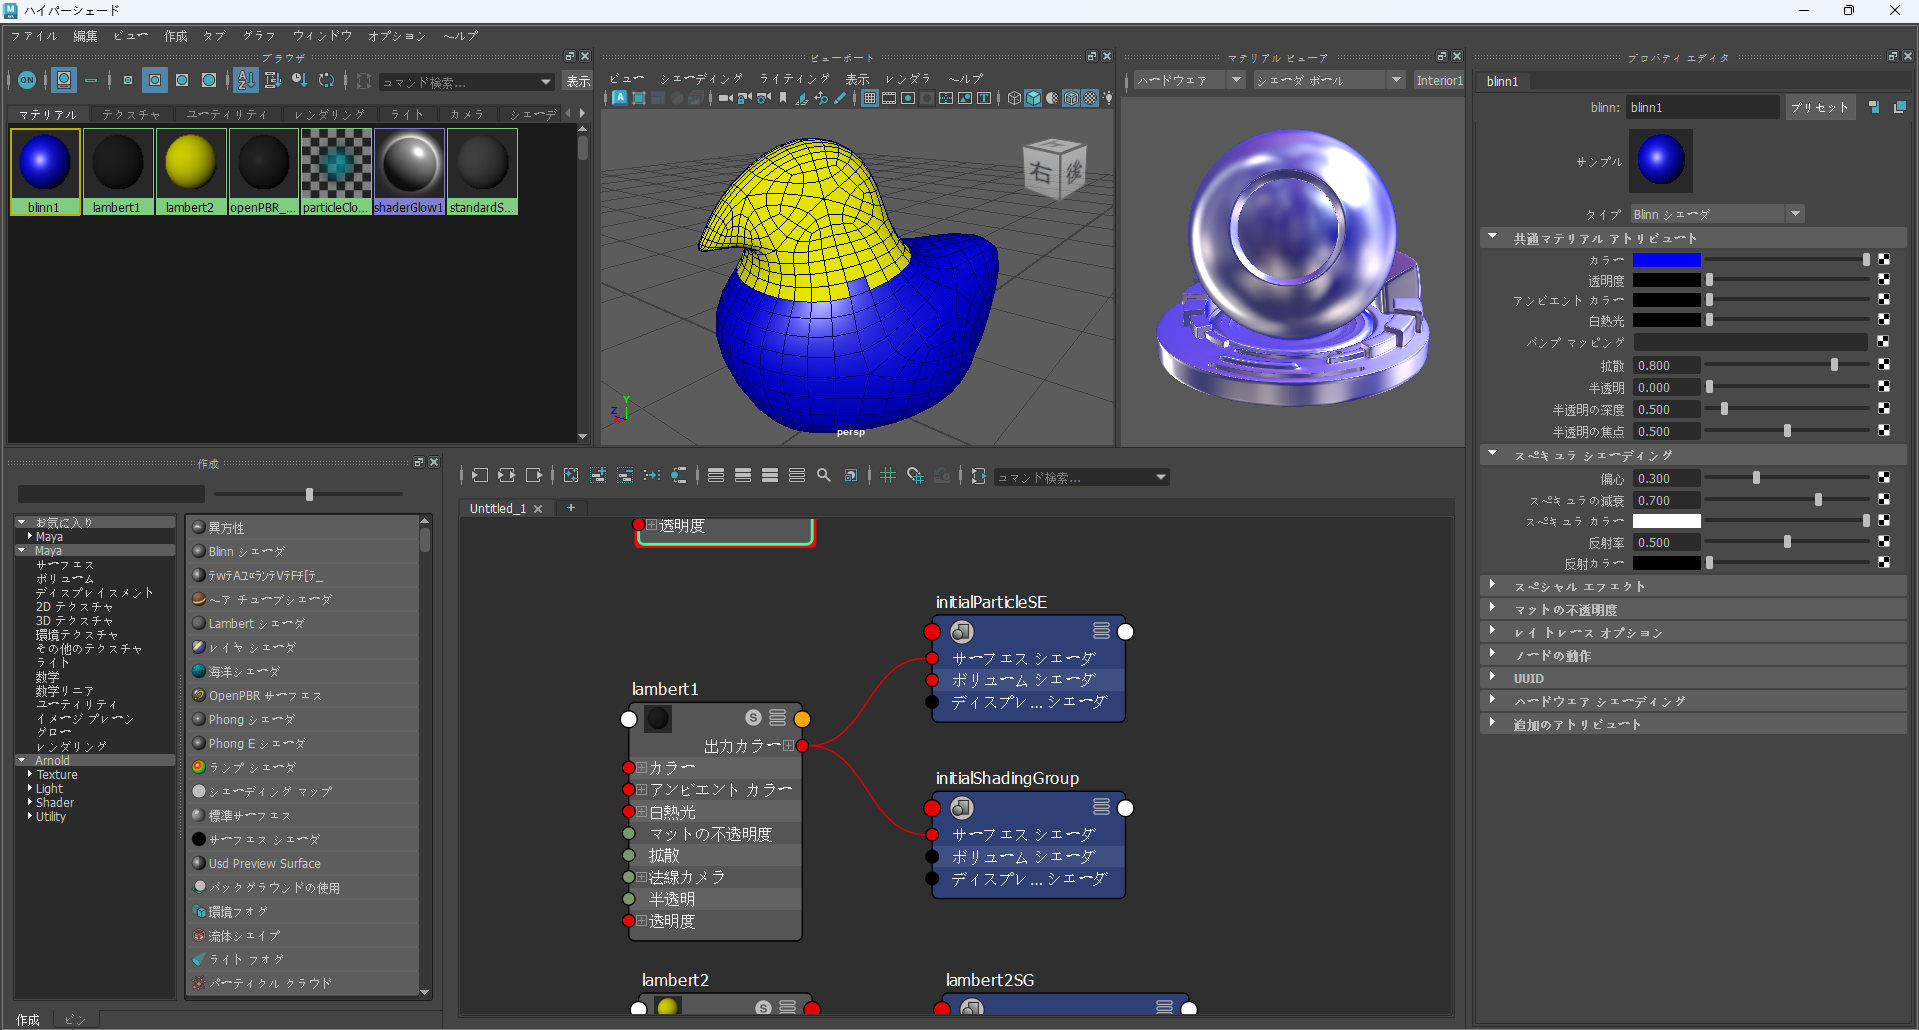 ハイパーシェード
ファイル 編集 ビュー 作成 タブ グラフ ウィンドウ オプション ヘルプ
ブラウザ
ON
コマンド検索...
表示
マテリアル テクスチャ ユーティリティ レンダリング ライト カメラ シェーデ
blinn1 lambert1 lambert2 openPBR_... particleClo... shaderGlow1 standardS...
ビューポート
ビュー シェーディング ライティング 表示 レンダラ ヘルプ
右 後
Y
Z
persp
マテリアル ビューア
ハードウェア シェーダ ボール Interior1
プロパティ エディタ
blinn1
blinn: blinn1 プリセット
サンプル
タイプ Blinn シェーダ
共通マテリアル アトリビュート
カラー
透明度
アンビエント カラー
白熱光
バンプ マッピング
拡散 0.800
半透明 0.000
半透明の深度 0.500
半透明の焦点 0.500
スペキュラ シェーディング
偏心 0.300
スペキュラの減衰 0.700
スペキュラ カラー
反射率 0.500
反射カラー
スペシャル エフェクト
マットの不透明度
レイトレース オプション
ノードの動作
UUID
ハードウェア シェーディング
追加のアトリビュート
作成
お気に入り
Maya
Maya
サーフェス
ボリューム
ディスプレイスメント
2D テクスチャ
3D テクスチャ
環境テクスチャ
その他のテクスチャ
ライト
数学
数学リニア
ユーティリティ
イメージ プレーン
グロー
レンダリング
Arnold
Texture
Light
Shader
Utility
異方性
Blinn シェーダ
ヘア チューブシェーダ
Lambert シェーダ
レイヤ シェーダ
海洋シェーダ
OpenPBR サーフェス
Phong シェーダ
Phong E シェーダ
ランプ シェーダ
シェーディング マップ
標準サーフェス
サーフェス シェーダ
Usd Preview Surface
バックグラウンドの使用
環境フォグ
流体シェイプ
ライト フォグ
パーティクル クラウド
作成 ビン
コマンド検索...
Untitled_1 × +
透明度
initialParticleSE
サーフェス シェーダ
ボリューム シェーダ
ディスプレ... シェーダ
lambert1
S
出力カラー
カラー
アンビエント カラー
白熱光
マットの不透明度
拡散
法線カメラ
半透明
透明度
initialShadingGroup
サーフェス シェーダ
ボリューム シェーダ
ディスプレ... シェーダ
lambert2
S
lambert2SG